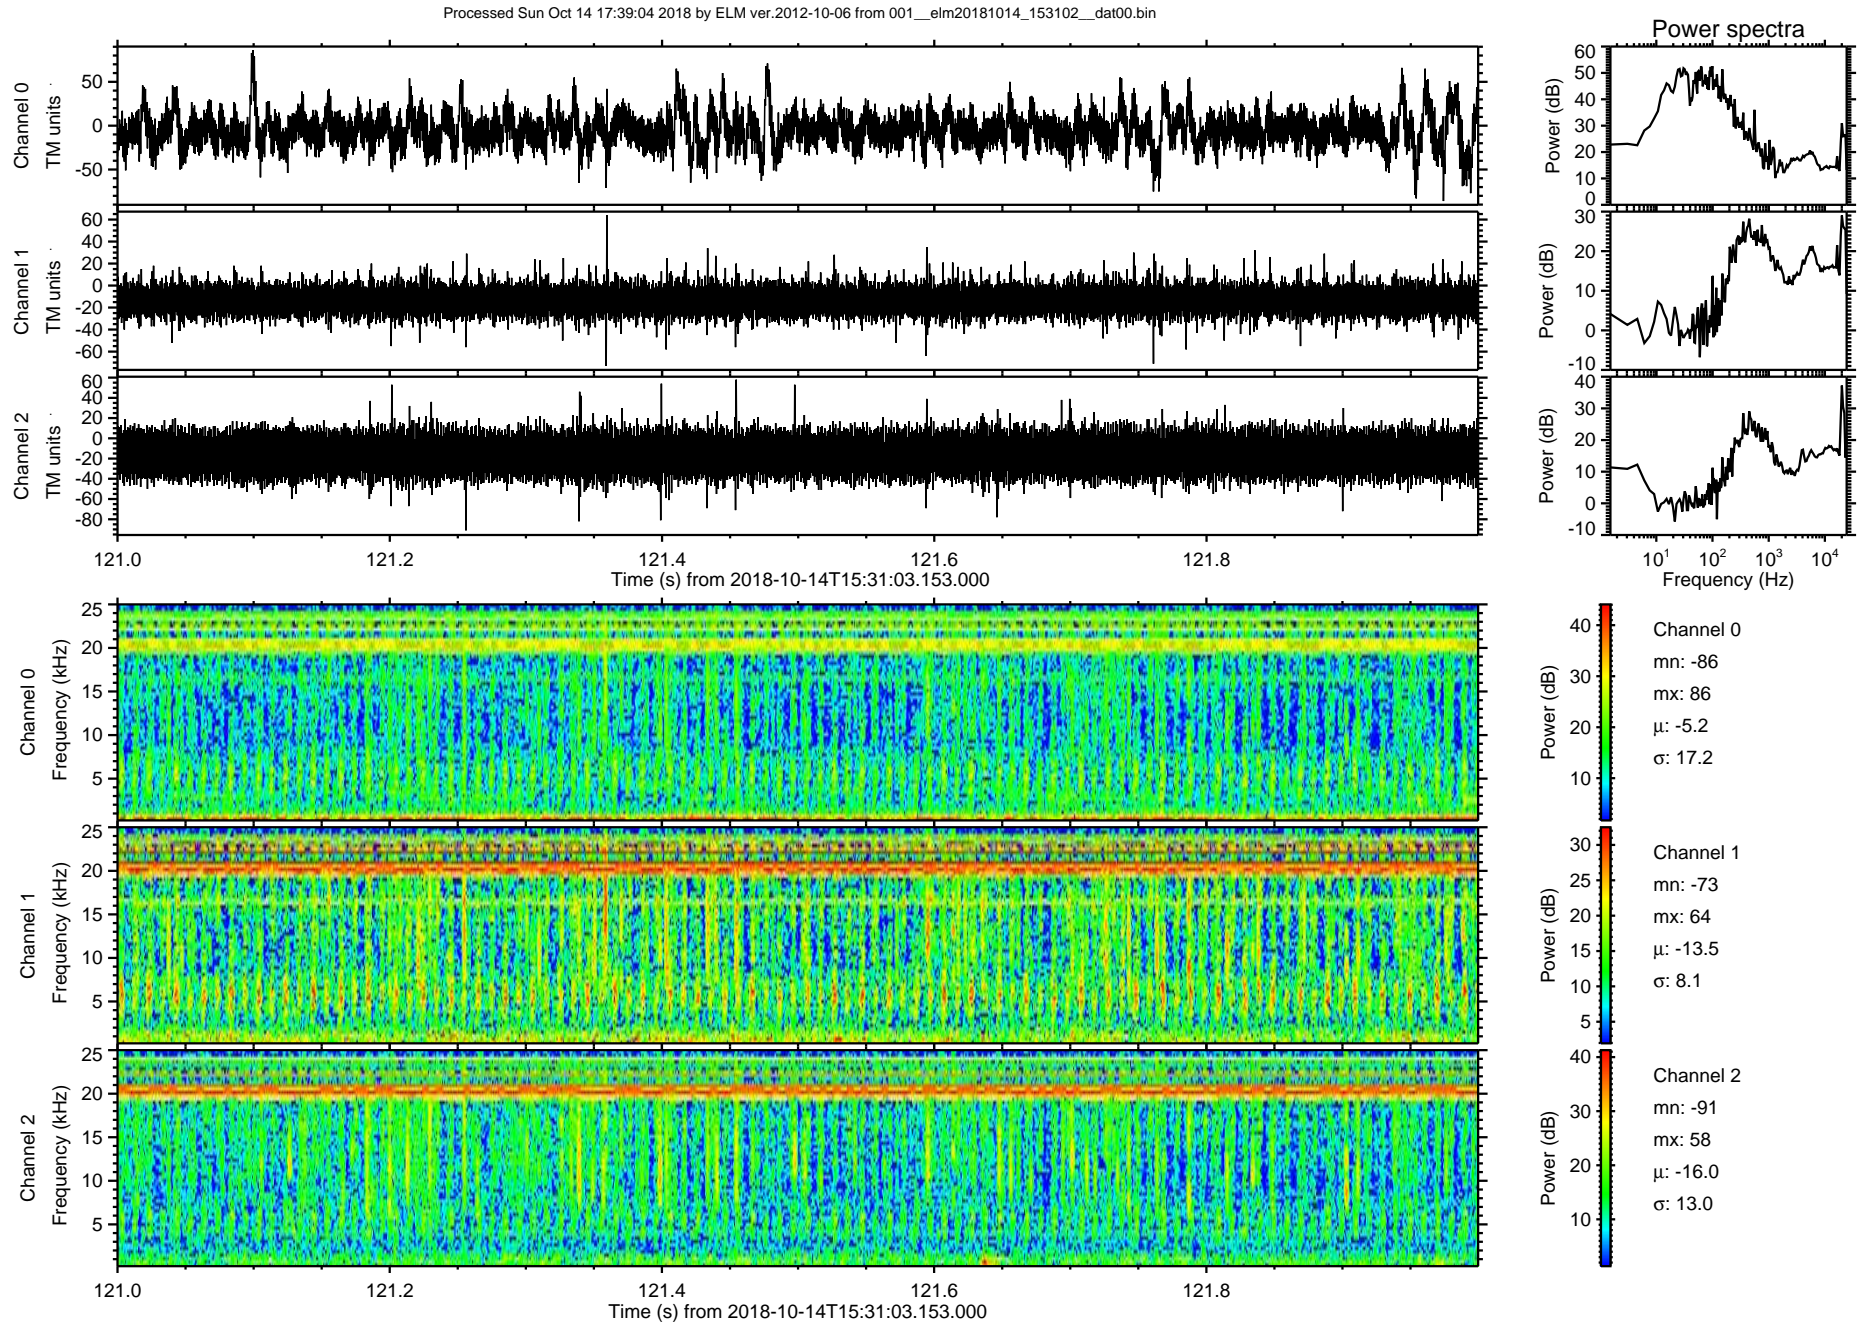 Processed Sun Oct 14 17:39:04 2018 by ELM ver.2012-10-06 from 001__elm20181014_153102__dat00.bin
Power spectra
Channel 0
TM units
50
0
-50
Power (dB)
60
50
40
30
20
10
0
Channel 1
TM units
60
40
20
0
-20
-40
-60
Power (dB)
30
20
10
0
-10
Channel 2
TM units
60
40
20
0
-20
-40
-60
-80
Power (dB)
40
30
20
10
0
-10
121.0 121.2 121.4 121.6 121.8
Time (s) from 2018-10-14T15:31:03.153.000
10¹ 10² 10³ 10⁴
Frequency (Hz)
Channel 0
Frequency (kHz)
25
20
15
10
5
Power (dB)
40
30
20
10
Channel 0
mn: -86
mx: 86
μ: -5.2
σ: 17.2
Channel 1
Frequency (kHz)
25
20
15
10
5
Power (dB)
30
25
20
15
10
5
Channel 1
mn: -73
mx: 64
μ: -13.5
σ: 8.1
Channel 2
Frequency (kHz)
25
20
15
10
5
Power (dB)
40
30
20
10
Channel 2
mn: -91
mx: 58
μ: -16.0
σ: 13.0
121.0 121.2 121.4 121.6 121.8
Time (s) from 2018-10-14T15:31:03.153.000